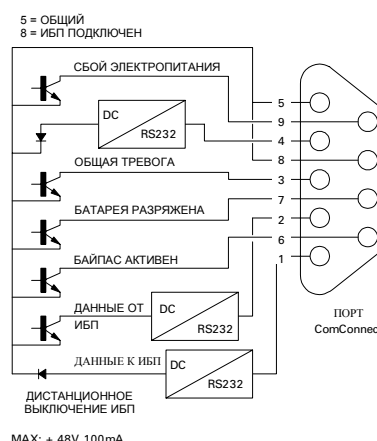 5 = ОБЩИЙ
8 = ИБП ПОДКЛЮЧЕН
СБОЙ ЭЛЕКТРОПИТАНИЯ
DC
RS232
ОБЩАЯ ТРЕВОГА
БАТАРЕЯ РАЗРЯЖЕНА
БАЙПАС АКТИВЕН
ДАННЫЕ ОТ
ИБП
DC
RS232
ДАННЫЕ К ИБП
DC
RS232
ДИСТАНЦИОННОЕ
ВЫКЛЮЧЕНИЕ ИБП
5
9
4
8
3
7
2
6
1
ПОРТ
ComConnec
MAX: + 48V, 100mA